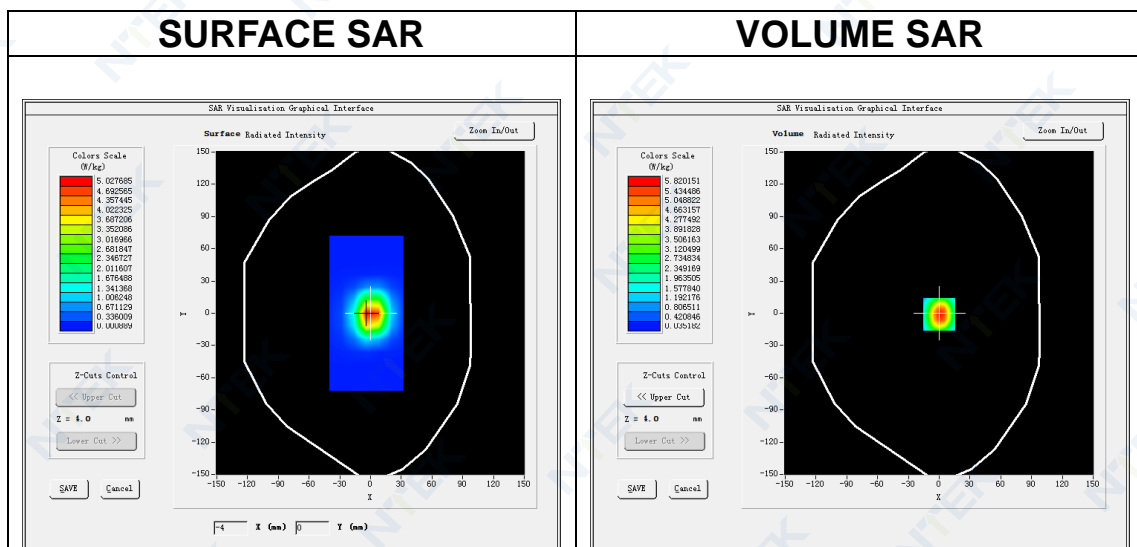 SURFACE SAR
VOLUME SAR
SAR Visualisation Graphical Interface
Surface Radiated Intensity
Zoom In/Out
Colors Scale
(W/kg)
5.027685
4.692565
4.357445
4.022325
3.687206
3.352086
3.016966
2.681847
2.346727
2.011607
1.676488
1.341368
1.006248
0.671129
0.336009
0.000889
Z-Cuts Control
<< Upper Cut
Z = 4.0 mm
Lower Cut >>
SAVE
Cancel
150
120
90
60
30
0
-30
-60
-90
-120
-150
Y
-150 -120 -90 -60 -30 0 30 60 90 120 150
X
-4 X (mm) 0 Y (mm)
SAR Visualisation Graphical Interface
Volume Radiated Intensity
Zoom In/Out
Colors Scale
(W/kg)
5.820151
5.434486
5.048822
4.663157
4.277492
3.891828
3.506163
3.120499
2.734834
2.349169
1.963505
1.577840
1.192176
0.806511
0.420846
0.035182
Z-Cuts Control
<< Upper Cut
Z = 4.0 mm
Lower Cut >>
SAVE
Cancel
150
120
90
60
30
0
-30
-60
-90
-120
-150
Y
-150 -120 -90 -60 -30 0 30 60 90 120 150
X
NTEK